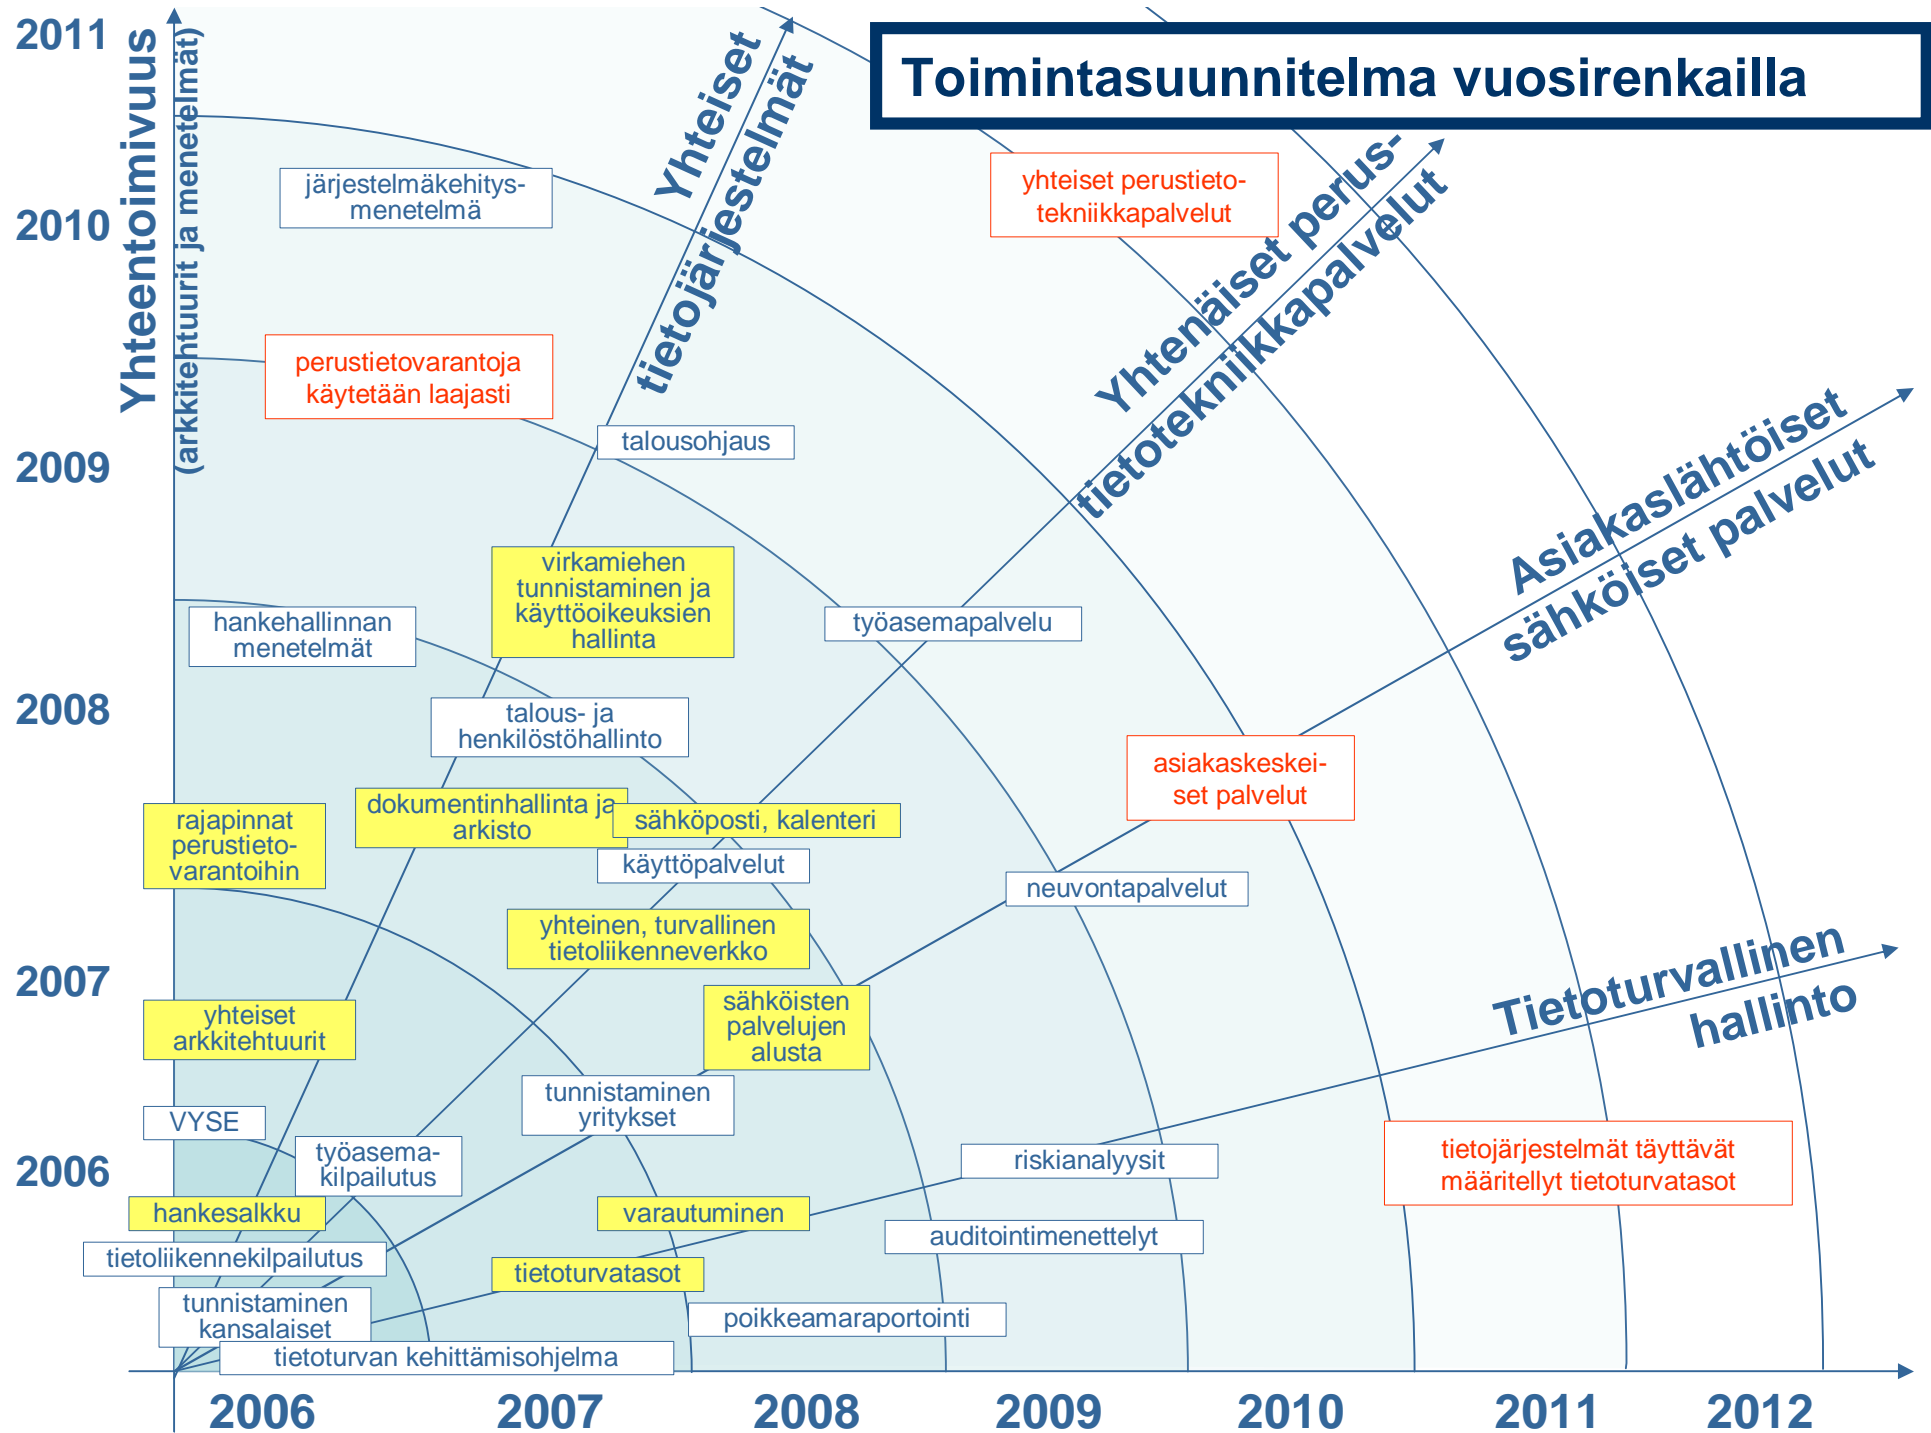 Toimintasuunnitelma vuosirenkailla
2011
2010
2009
2008
2007
2006
Yhteentoimivuus
(arkkitehtuurit ja menetelmät)
Yhteiset
tietojärjestelmät
Yhtenäiset perus-
tietotekniikkapalvelut
Asiakaslähtöiset
sähköiset palvelut
Tietoturvallinen
hallinto
järjestelmäkehitys-
menetelmä
yhteiset perustieto-
tekniikkapalvelut
perustietovarantoja
käytetään laajasti
talousohjaus
virkamiehen
tunnistaminen ja
käyttöoikeuksien
hallinta
hankehallinnan
menetelmät
työasemapalvelu
talous- ja
henkilöstöhallinto
asiakaskeskei-
set palvelut
dokumentinhallinta ja
arkisto
sähköposti, kalenteri
rajapinnat
perustieto-
varantoihin
käyttöpalvelut
neuvontapalvelut
yhteinen, turvallinen
tietoliikenneverkko
sähköisten
palvelujen
alusta
yhteiset
arkkitehtuurit
tunnistaminen
yritykset
VYSE
työasema-
kilpailutus
riskianalyysit
tietojärjestelmät täyttävät
määritellyt tietoturvatasot
hankesalkku
varautuminen
auditointimenettelyt
tietoliikennekilpailutus
tietoturvatasot
tunnistaminen
kansalaiset
poikkeamaraportointi
tietoturvan kehittämisohjelma
2006
2007
2008
2009
2010
2011
2012